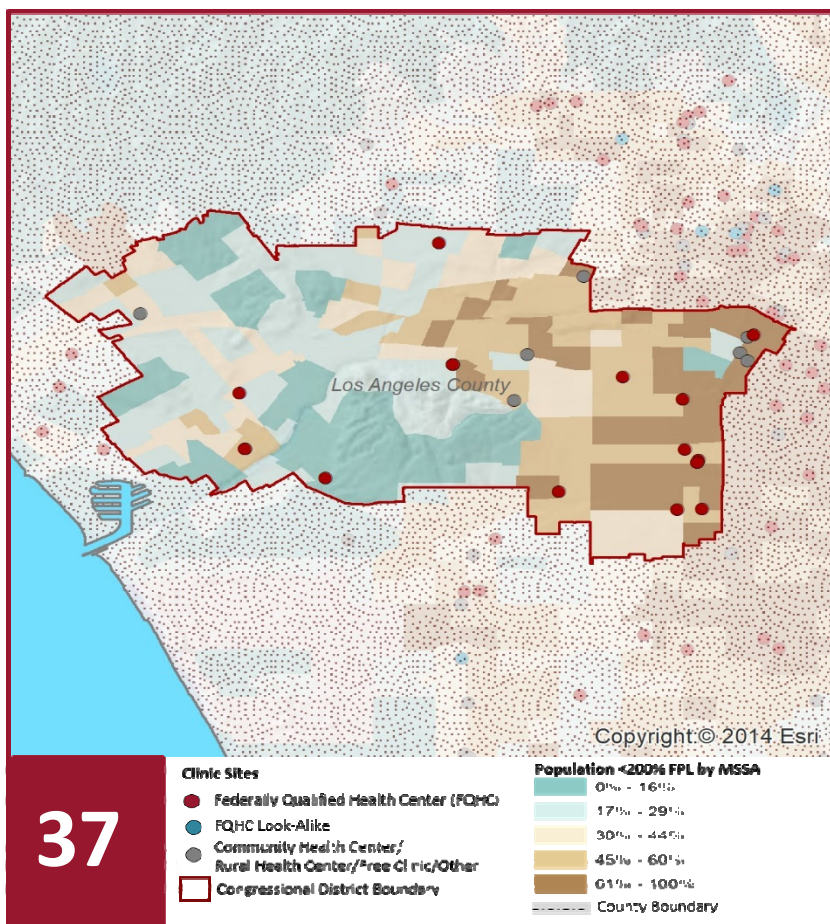 Los Angeles County
Copyright:© 2014 Esri
37
Clinic Sites
Federally Qualified Health Center (FQHC)
FQHC Look-Alike
Community Health Center/
Rural Health Center/Free Clinic/Other
Congressional District Boundary
Population <200% FPL by MSSA
0% - 16%
17% - 29%
30% - 44%
45% - 60%
61% - 100%
County Boundary